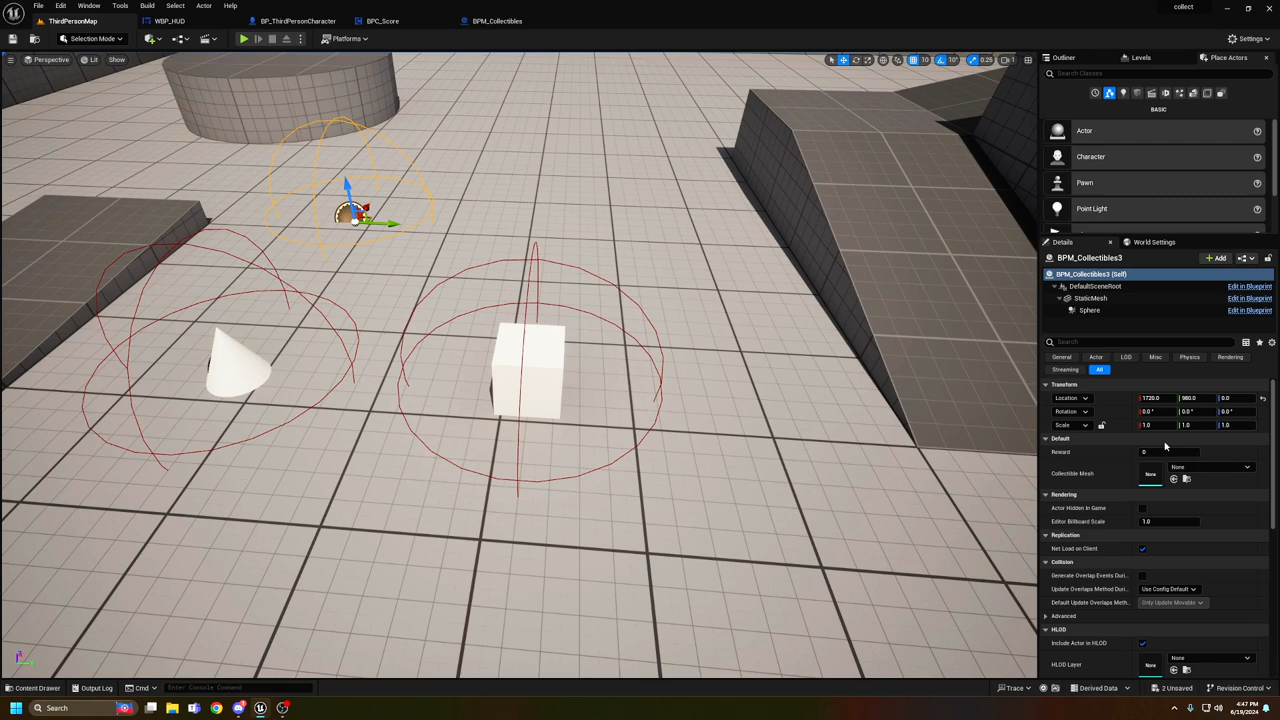 File Edit Window Tools Build Select Actor Help
collect
ThirdPersonMap WBP_HUD BP_ThirdPersonCharacter BPC_Score BPM_Collectibles
Selection Mode Platforms Settings
Perspective Lit Show 10 10° 0.25 1
Outliner Levels Place Actors
Search Classes
BASIC
Actor
Character
Pawn
Point Light
Details World Settings
BPM_Collectibles3 Add
BPM_Collectibles3 (Self)
DefaultSceneRoot Edit in Blueprint
StaticMesh Edit in Blueprint
Sphere Edit in Blueprint
Search
General Actor LOD Misc Physics Rendering
Streaming All
Transform
Location 1720.0 980.0 0.0
Rotation 0.0 ° 0.0 ° 0.0 °
Scale 1.0 1.0 1.0
Default
Reward 0
Collectible Mesh None None
Rendering
Actor Hidden In Game
Editor Billboard Scale 1.0
Replication
Net Load on Client
Collision
Generate Overlap Events Duri...
Update Overlaps Method Duri... Use Config Default
Default Update Overlaps Meth... Only Update Movable
Advanced
HLOD
Include Actor in HLOD
HLOD Layer None None
Content Drawer Output Log Cmd Enter Console Command Trace Derived Data 2 Unsaved Revision Control
Search
4:47 PM
6/19/2024